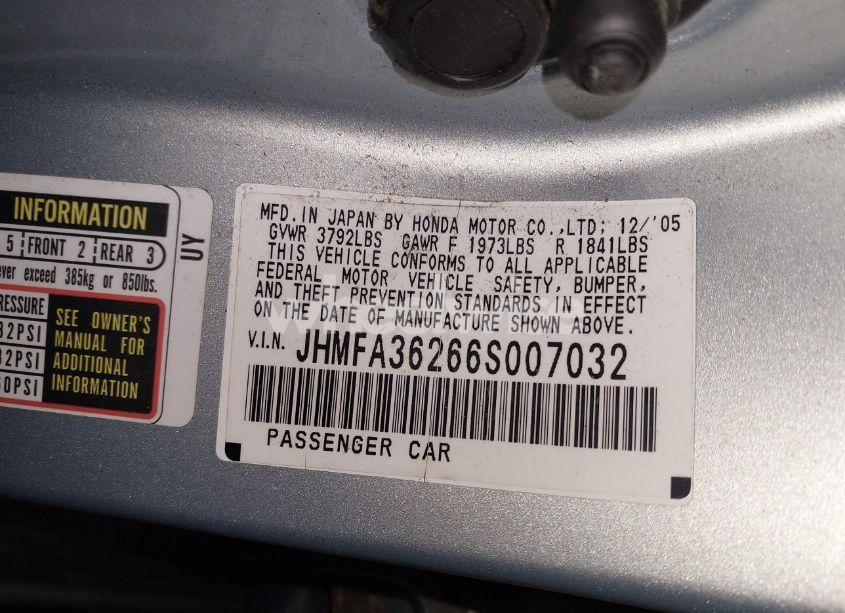 INFORMATION
5 FRONT 2 REAR 3
ever exceed 385kg or 850lbs.
RESSURE
32PSI
32PSI
60PSI
SEE OWNER'S
MANUAL FOR
ADDITIONAL
INFORMATION
UY
MFD. IN JAPAN BY HONDA MOTOR CO.,LTD; 12/'05
GVWR 3792LBS GAWR F 1973LBS R 1841LBS
THIS VEHICLE CONFORMS TO ALL APPLICABLE
FEDERAL MOTOR VEHICLE SAFETY, BUMPER,
AND THEFT PREVENTION STANDARDS IN EFFECT
ON THE DATE OF MANUFACTURE SHOWN ABOVE.
V.I.N. JHMFA36266S007032
PASSENGER CAR